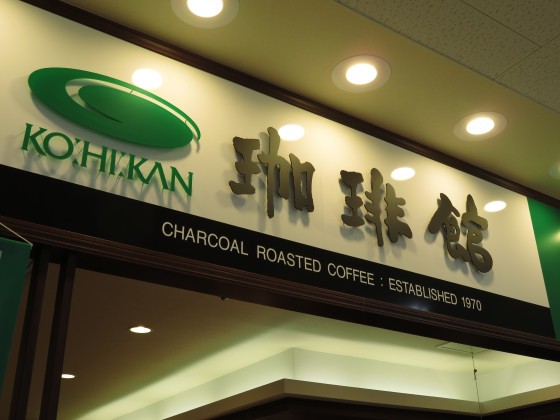 KO:HI:KAN
珈琲館
CHARCOAL ROASTED COFFEE : ESTABLISHED 1970